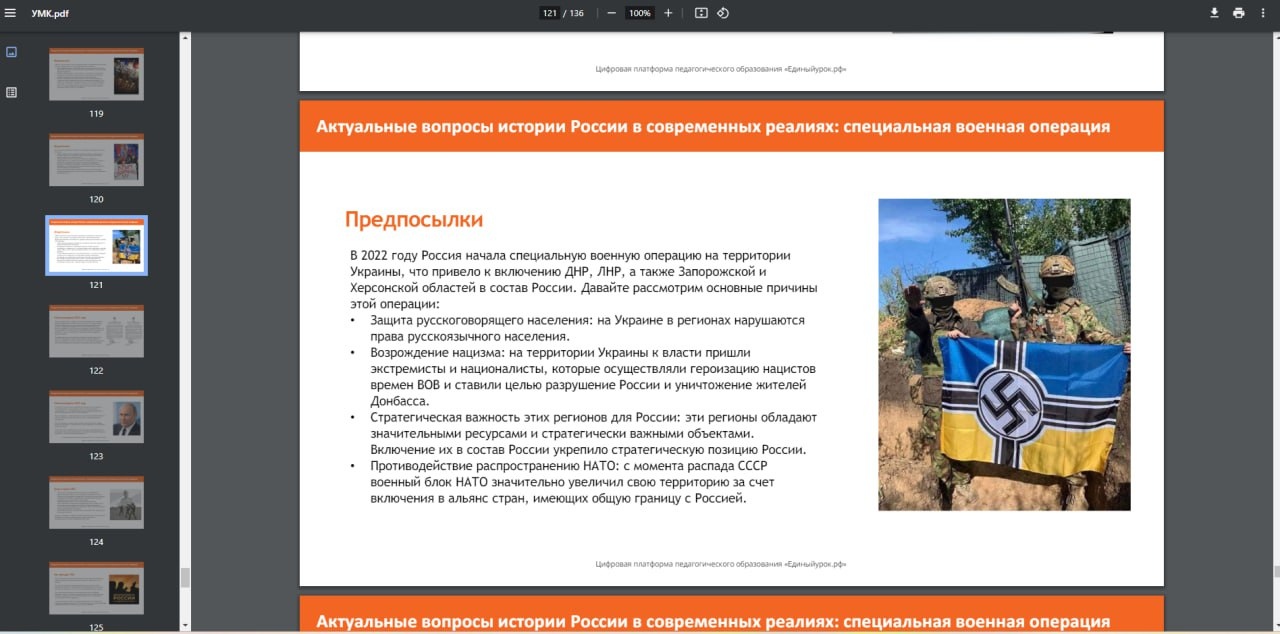 УМК.pdf
121 / 136
100%
119
120
121
122
123
124
125
Цифровая платформа педагогического образования «Единыйурок.рф»
Актуальные вопросы истории России в современных реалиях: специальная военная операция
Предпосылки
В 2022 году Россия начала специальную военную операцию на территории
Украины, что привело к включению ДНР, ЛНР, а также Запорожской и
Херсонской областей в состав России. Давайте рассмотрим основные причины
этой операции:
• Защита русскоговорящего населения: на Украине в регионах нарушаются
права русскоязычного населения.
• Возрождение нацизма: на территории Украины к власти пришли
экстремисты и националисты, которые осуществляли героизацию нацистов
времен ВОВ и ставили целью разрушение России и уничтожение жителей
Донбасса.
• Стратегическая важность этих регионов для России: эти регионы обладают
значительными ресурсами и стратегически важными объектами.
Включение их в состав России укрепило стратегическую позицию России.
• Противодействие распространению НАТО: с момента распада СССР
военный блок НАТО значительно увеличил свою территорию за счет
включения в альянс стран, имеющих общую границу с Россией.
Цифровая платформа педагогического образования «Единыйурок.рф»
Актуальные вопросы истории России в современных реалиях: специальная военная операция